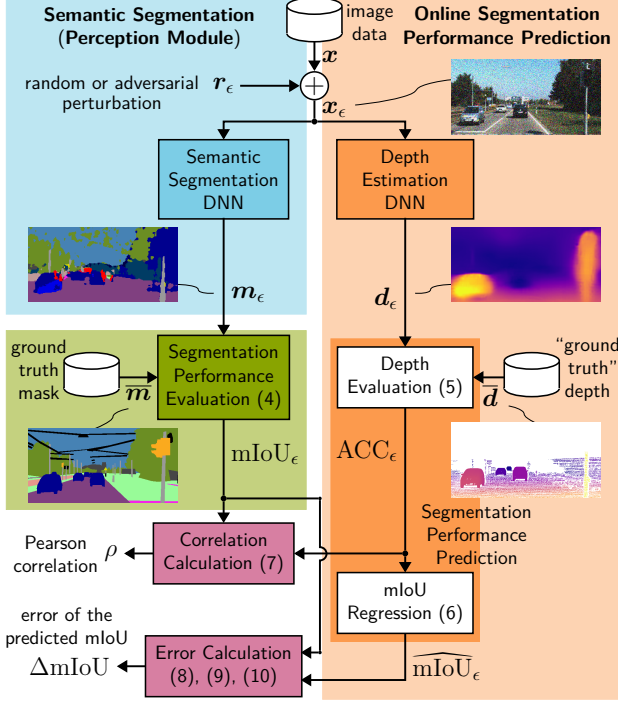 Semantic Segmentation
(Perception Module)
image
data
Online Segmentation
Performance Prediction
x
random or adversarial
perturbation
r_ϵ
+
x_ϵ
Semantic
Segmentation
DNN
Depth
Estimation
DNN
m_ϵ
d_ϵ
ground
truth
mask
m̅
Segmentation
Performance
Evaluation (4)
Depth
Evaluation (5)
d̅
“ground
truth”
depth
mIoU_ϵ
ACC_ϵ
Segmentation
Performance
Prediction
Pearson
correlation
ρ
Correlation
Calculation (7)
mIoU
Regression (6)
error of the
predicted mIoU
ΔmIoU
Error Calculation
(8), (9), (10)
\widehat{mIoU}_ϵ